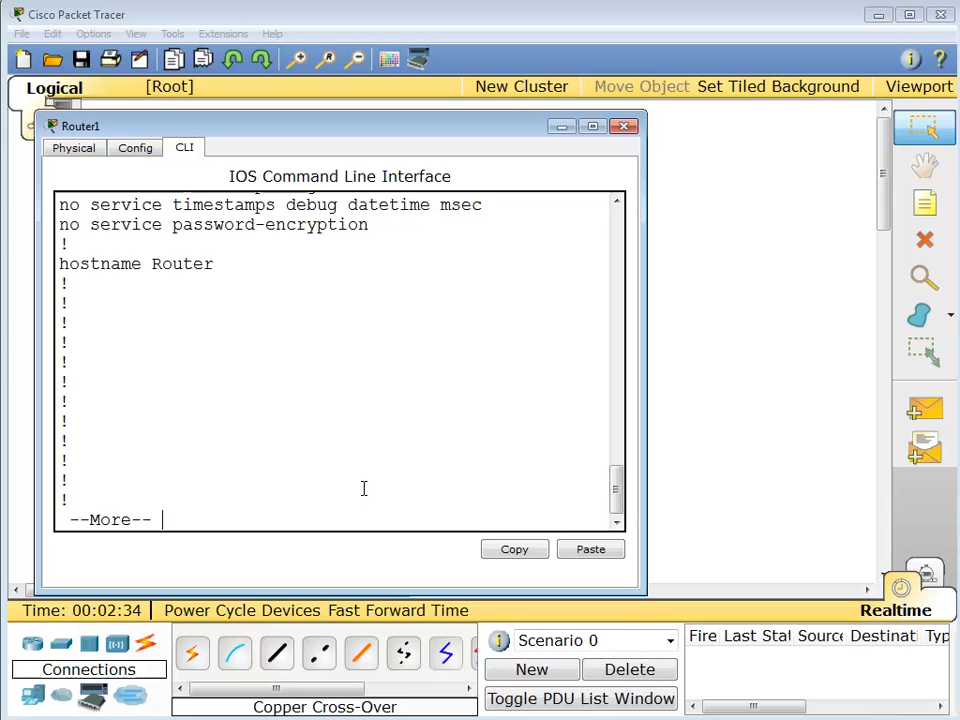 Cisco Packet Tracer
File Edit Options View Tools Extensions Help
Logical [Root] New Cluster Move Object Set Tiled Background Viewport
Router1
Physical Config CLI
IOS Command Line Interface
no service timestamps debug datetime msec
no service password-encryption
!
hostname Router
!
!
!
!
!
!
!
!
!
!
!
!
--More--
Copy Paste
Time: 00:02:34 Power Cycle Devices Fast Forward Time Realtime
Scenario 0
Fire Last Stat Source Destinati Typ
Connections
New Delete
Toggle PDU List Window
Copper Cross-Over